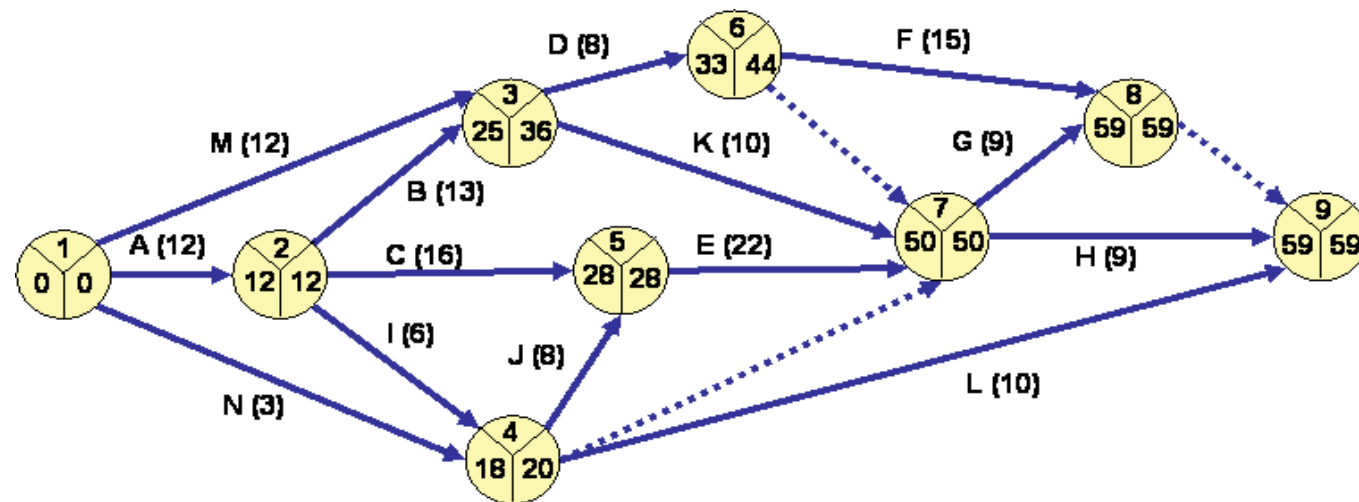 D (8)
6
33 44
F (15)
3
25 36
8
59 59
M (12)
K (10)
G (9)
B (13)
1
0 0
A (12)
2
12 12
C (16)
5
28 28
E (22)
7
50 50
H (9)
9
59 59
I (6)
J (8)
N (3)
L (10)
4
18 20